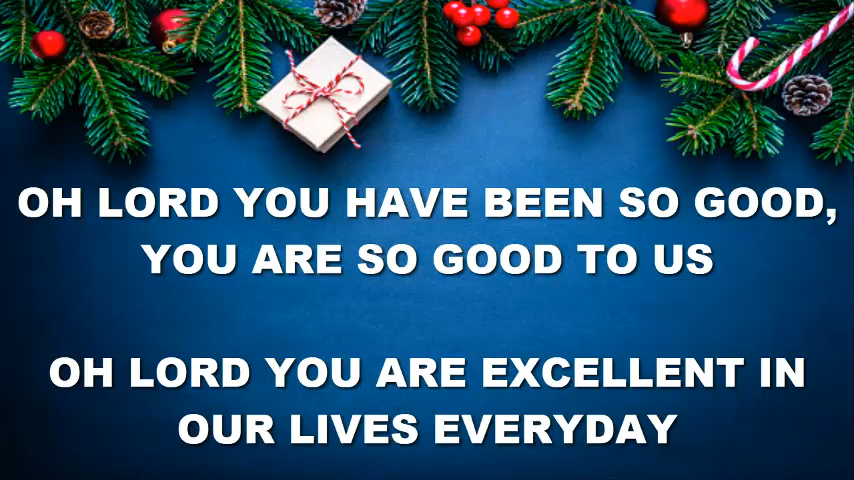 OH LORD YOU HAVE BEEN SO GOOD,
YOU ARE SO GOOD TO US
OH LORD YOU ARE EXCELLENT IN
OUR LIVES EVERYDAY